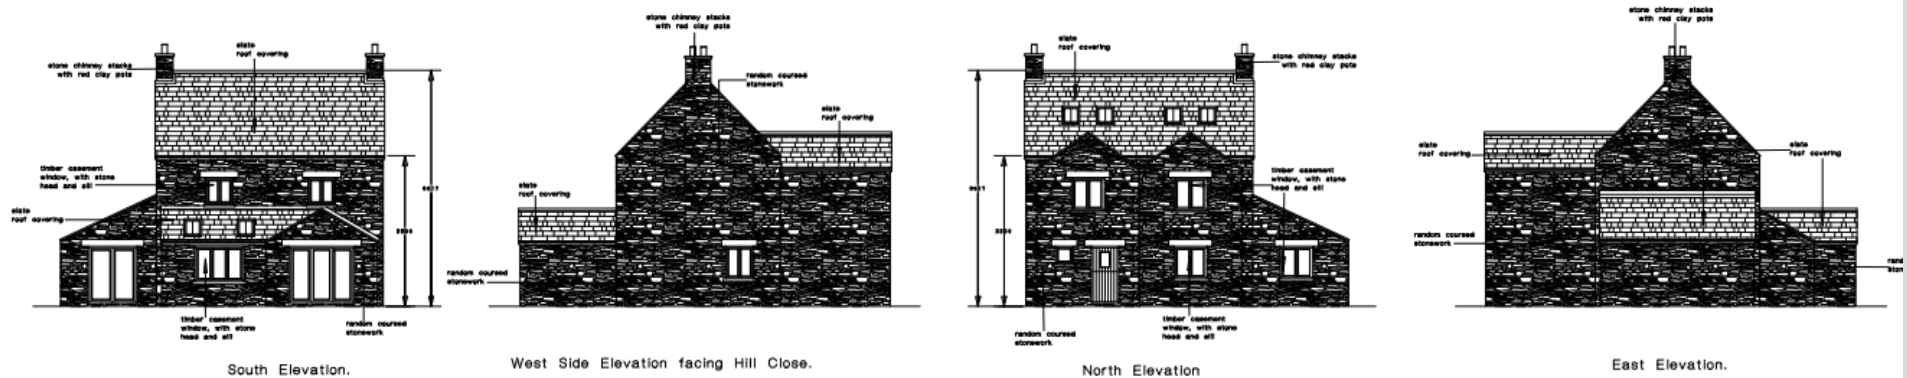 stone chimney stacks
with red clay pots
slate
roof covering
timber casement
window, with stone
head and sill
slate
roof covering
timber casement
window, with stone
head and sill
random coursed
stonework
South Elevation.
stone chimney stacks
with red clay pots
random coursed
stonework
slate
roof covering
slate
roof covering
random coursed
stonework
West Side Elevation facing Hill Close.
slate
roof covering
stone chimney stacks
with red clay pots
timber casement
window, with stone
head and sill
random coursed
stonework
timber casement
window, with stone
head and sill
North Elevation
stone chimney stacks
with red clay pots
slate
roof covering
slate
roof covering
random coursed
stonework
East Elevation.